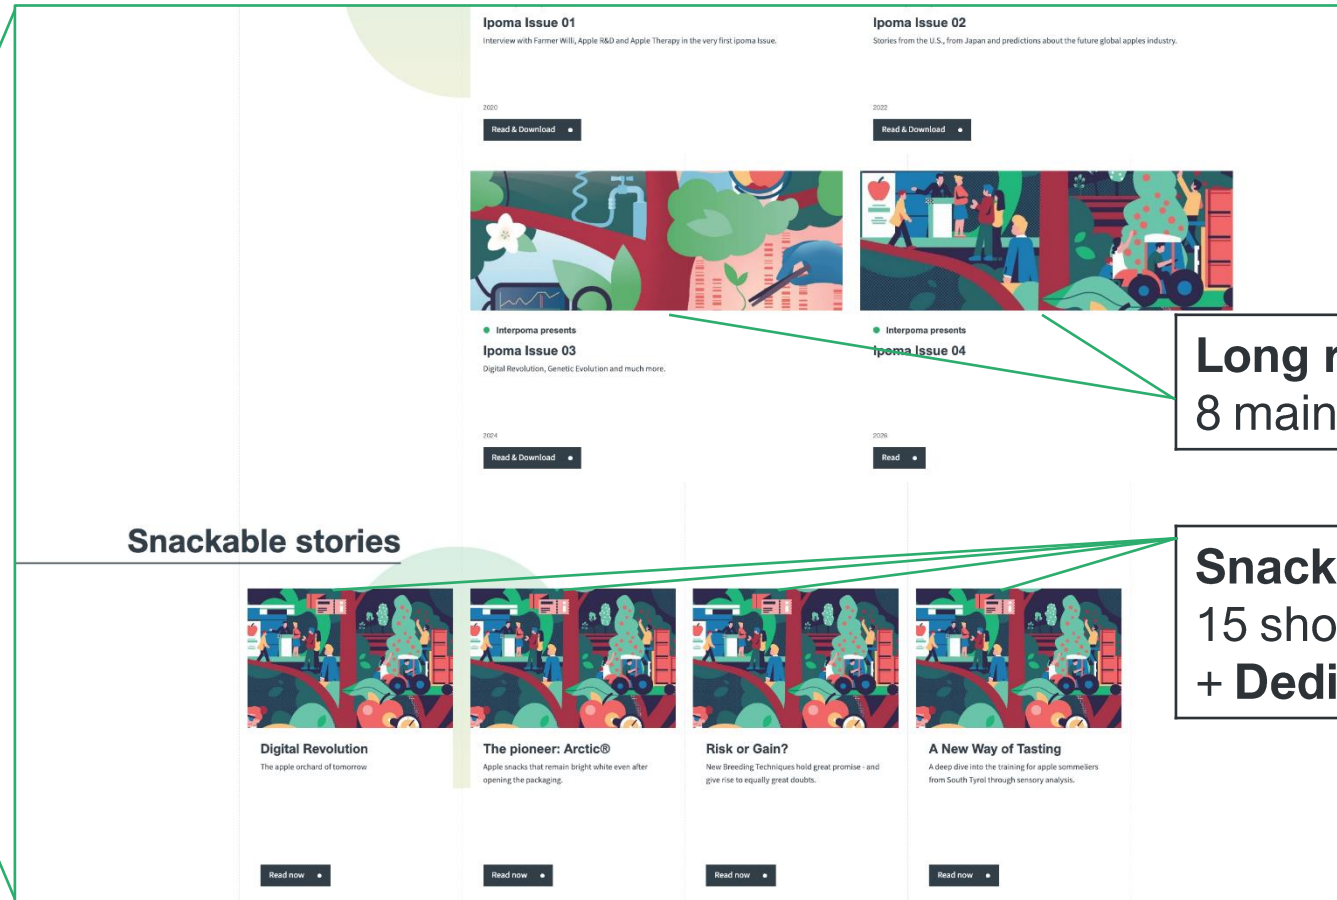 Ipoma Issue 01
Interview with Farmer Willi, Apple R&D and Apple Therapy in the very first ipoma Issue.
2020
Read & Download
Ipoma Issue 02
Stories from the U.S., from Japan and predictions about the future global apples industry.
2022
Read & Download
Interpoma presents
Ipoma Issue 03
Digital Revolution, Genetic Evolution and much more.
2024
Read & Download
Interpoma presents
Ipoma Issue 04
2026
Read
Long r
8 main
Snackable stories
Snack
15 sho
+ Dedi
Digital Revolution
The apple orchard of tomorrow
Read now
The pioneer: Arctic®
Apple snacks that remain bright white even after
opening the packaging.
Read now
Risk or Gain?
New Breeding Techniques hold great promise - and
give rise to equally great doubts.
Read now
A New Way of Tasting
A deep dive into the training for apple sommeliers
from South Tyrol through sensory analysis.
Read now